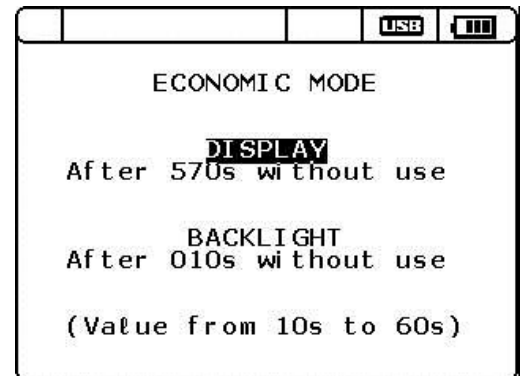 USB
ECONOMIC MODE
DISPLAY
After 570s without use
BACKLIGHT
After 010s without use
(Value from 10s to 60s)